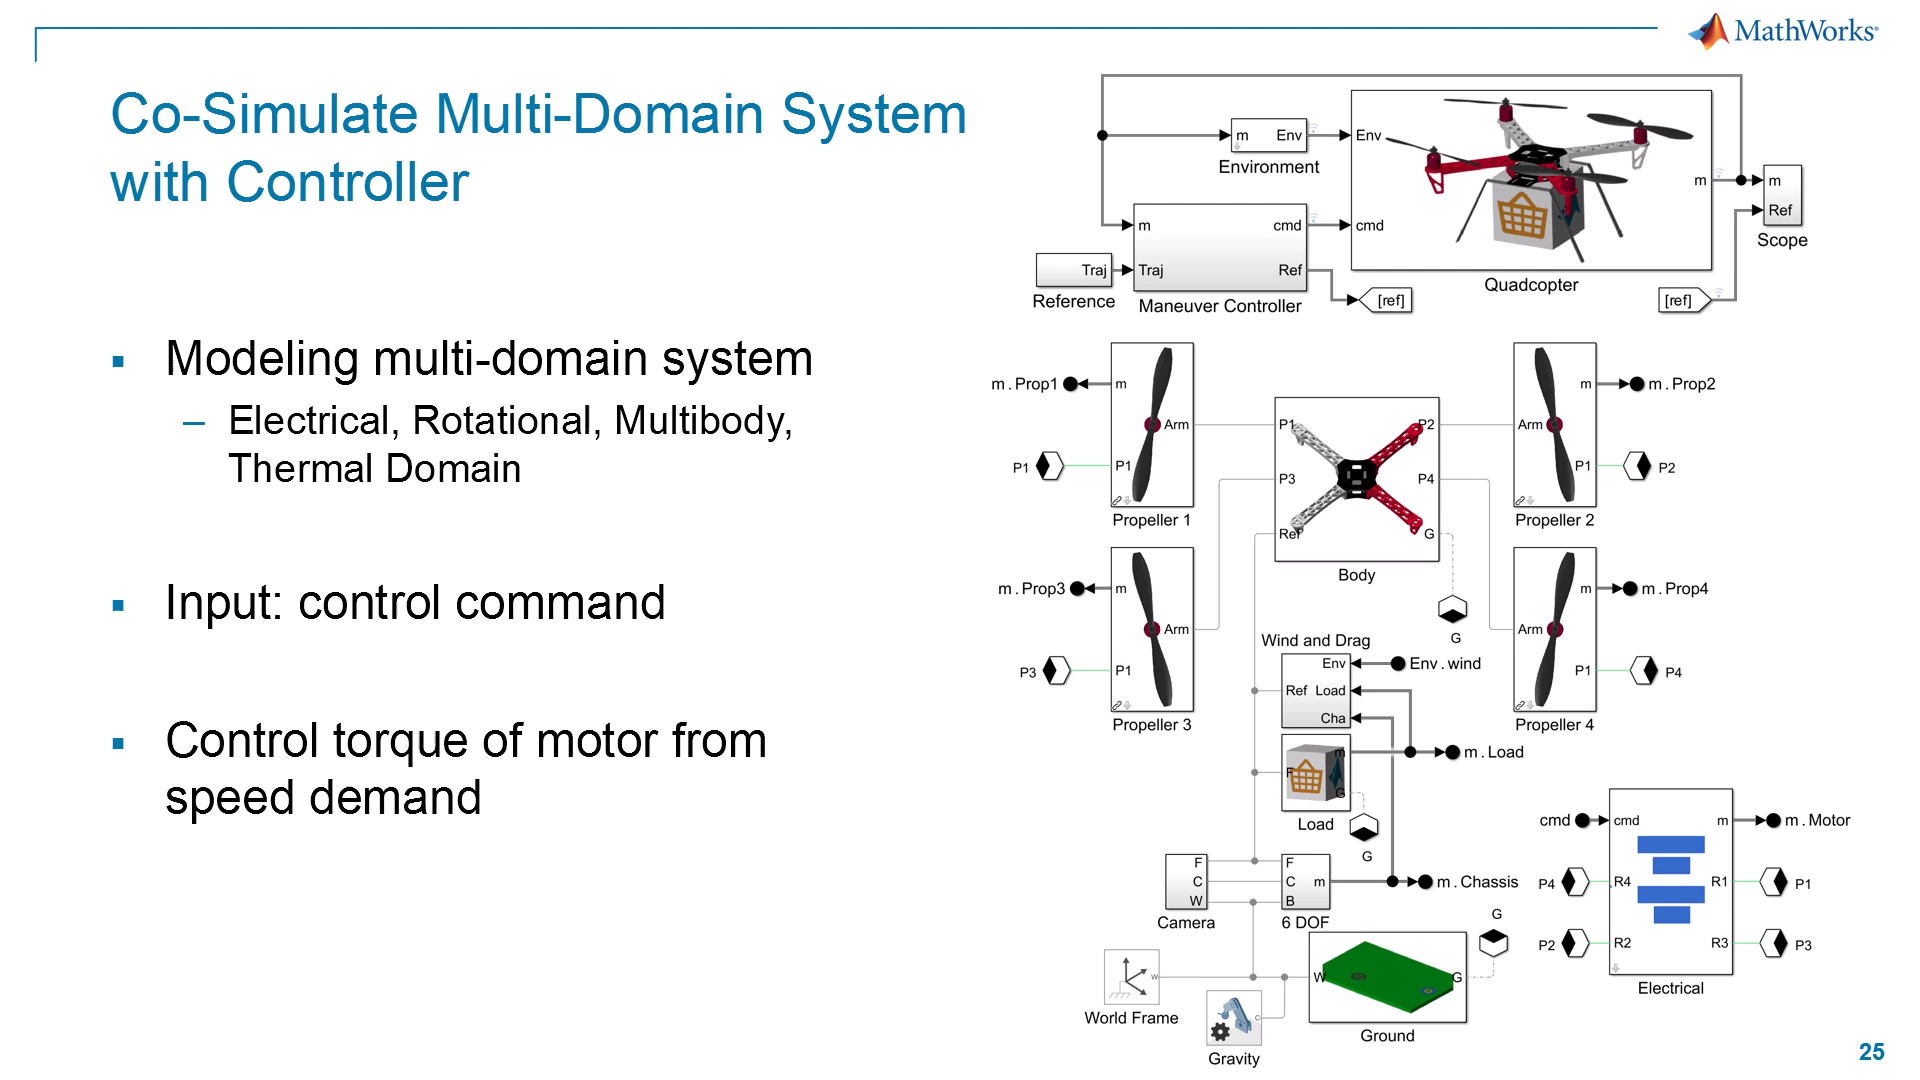 MathWorks®
Co-Simulate Multi-Domain System
with Controller
▪ Modeling multi-domain system
– Electrical, Rotational, Multibody,
Thermal Domain
▪ Input: control command
▪ Control torque of motor from
speed demand
m Env
Environment
Env
m
m
Ref
Scope
m cmd
cmd
Traj
Reference
Traj Ref
Maneuver Controller
[ref]
Quadcopter
[ref]
m . Prop1
m
Arm
P1
P1
Propeller 1
P1
P2
P3
P4
Ref
G
Body
G
m
m . Prop2
Arm
P1
P2
Propeller 2
m . Prop3
m
Arm
P3
P1
Propeller 3
m
m . Prop4
Arm
P1
P4
Propeller 4
Wind and Drag
Env
Env . wind
Ref Load
Cha
m
m . Load
F
G
Load
G
F
C
W
Camera
F
C m
B
6 DOF
m . Chassis
W
World Frame
C
Gravity
W
G
Ground
G
cmd
cmd m
m . Motor
P4
R4 R1
P1
P2
R2 R3
P3
Electrical
25